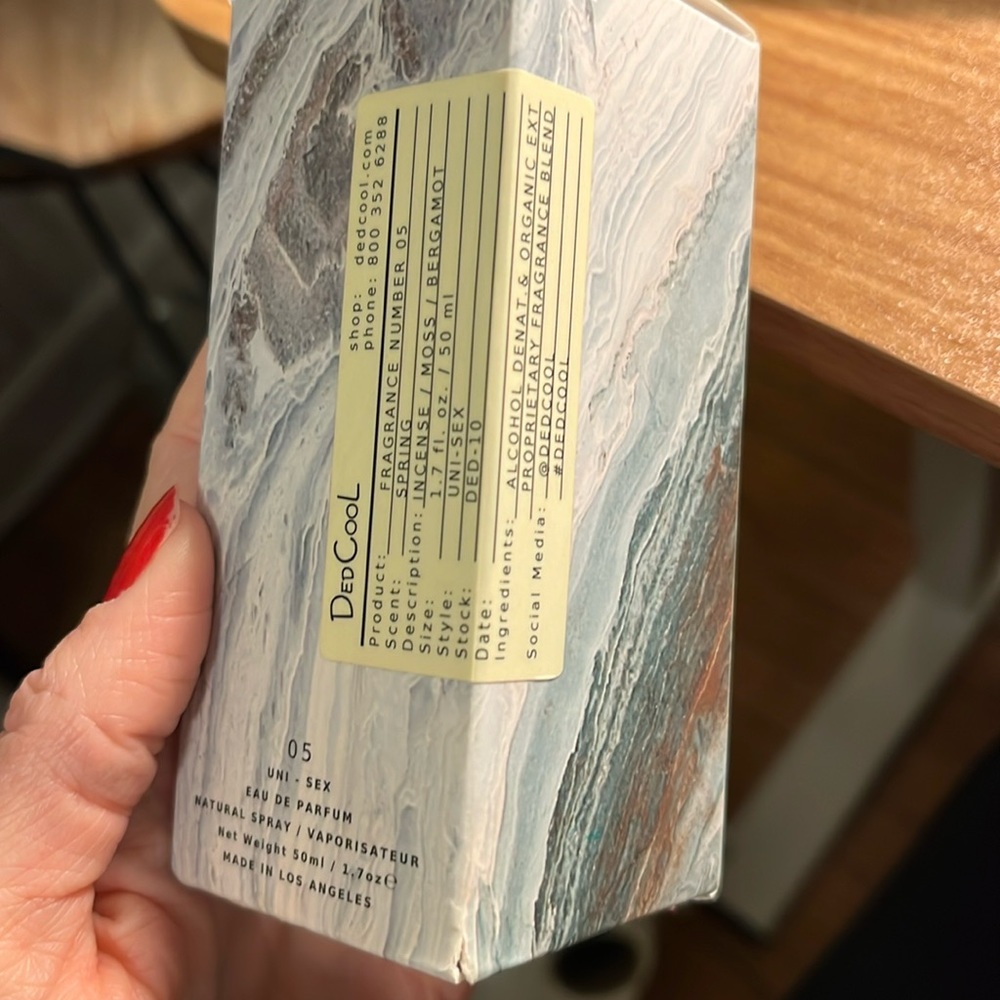 DEDCOOL
shop: dedcool.com
phone: 800 352 6288
Product: FRAGRANCE NUMBER 05
Scent: SPRING
Description: INCENSE / MOSS / BERGAMOT
Size: 1.7 fl. oz. / 50 ml
Style: UNI-SEX
Stock: DED-10
Date:
Ingredients: ALCOHOL DENAT.& ORGANIC EXT
PROPRIETARY FRAGRANCE BLEND
Social Media: @DEDCOOL
#DEDCOOL
05
UNI - SEX
EAU DE PARFUM
NATURAL SPRAY / VAPORISATEUR
Net Weight 50ml / 1.7oz℮
MADE IN LOS ANGELES